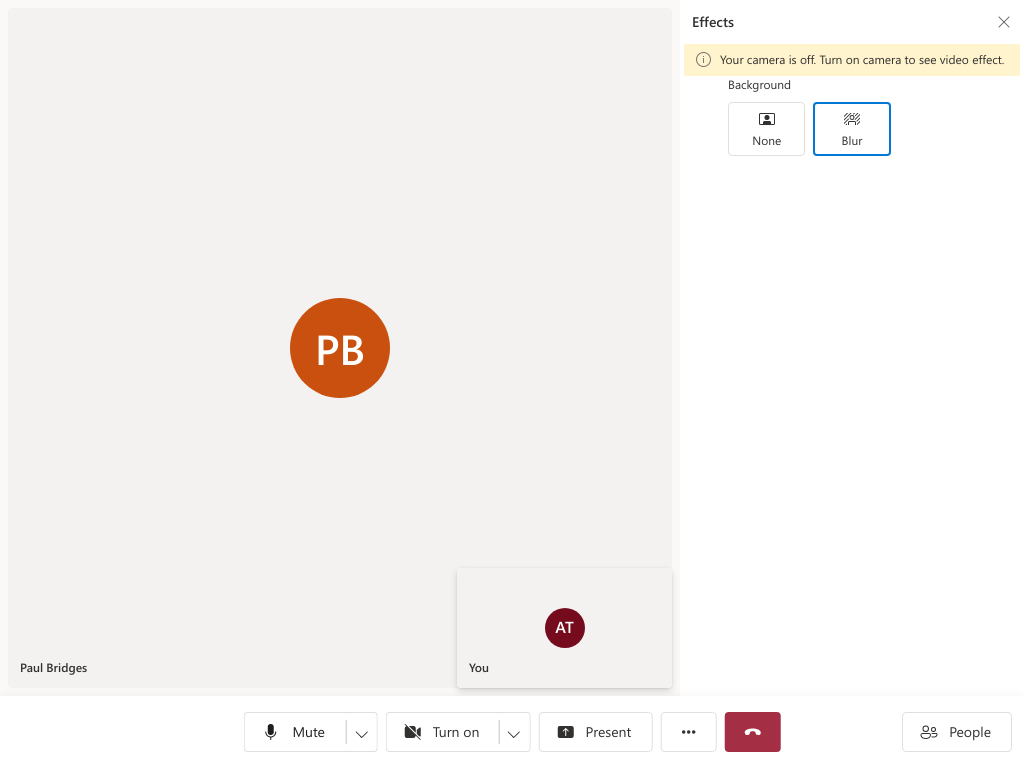 Effects
Your camera is off. Turn on camera to see video effect.
Background
None
Blur
PB
AT
Paul Bridges
You
Mute
Turn on
Present
People